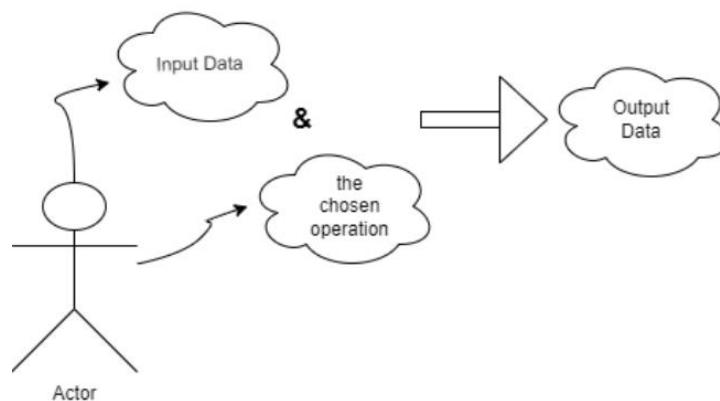 Input Data
&
Output
Data
the
chosen
operation
Actor